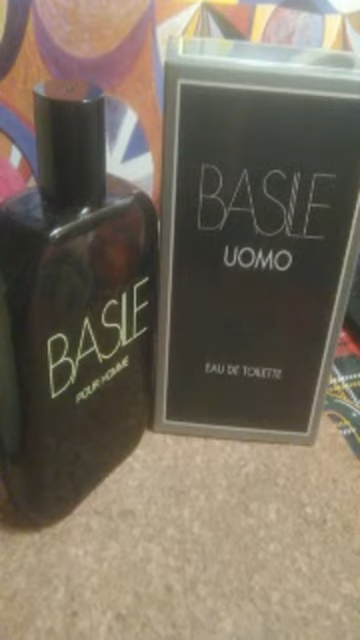 BASILE
POUR HOMME
BASILE
UOMO
EAU DE TOILETTE